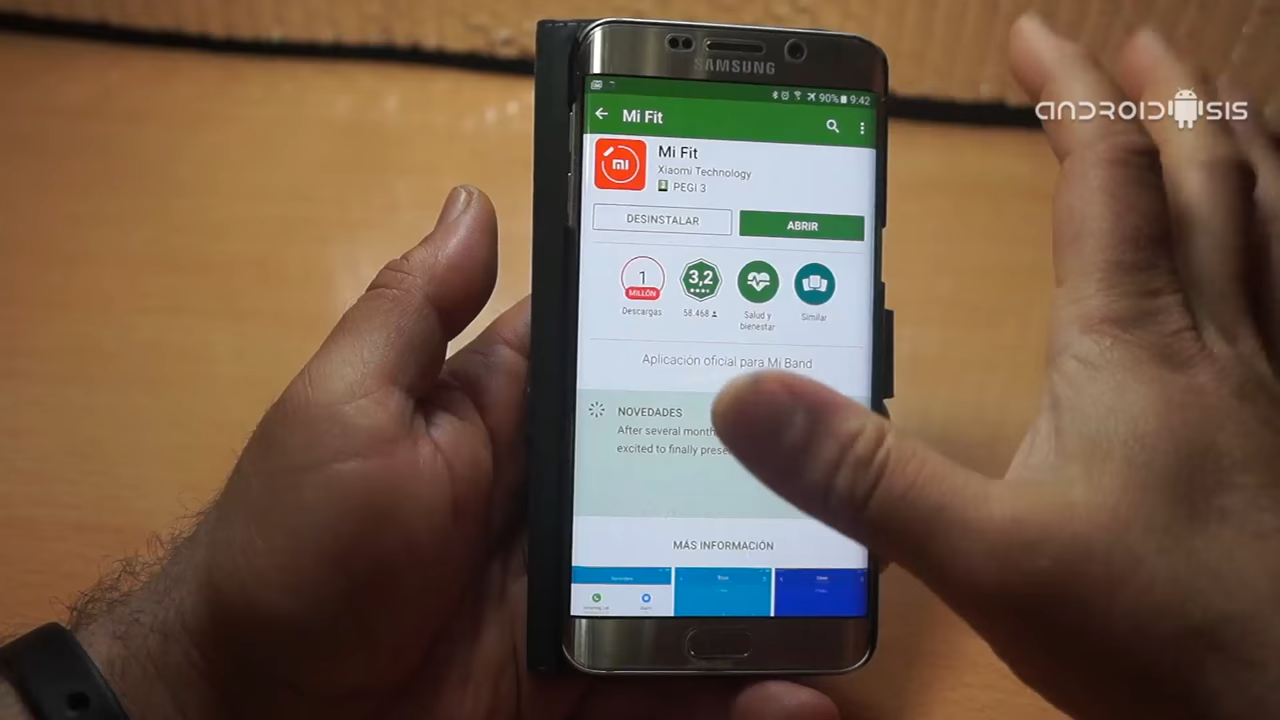 SAMSUNG
ANDROIDSIS
90% 9:42
Mi Fit
mi
Mi Fit
Xiaomi Technology
3 PEGI 3
DESINSTALAR
ABRIR
1
MILLÓN
3,2
Descargas
58.468
Salud y
bienestar
Similar
Aplicación oficial para Mi Band
NOVEDADES
After several month
excited to finally prese
MÁS INFORMACIÓN